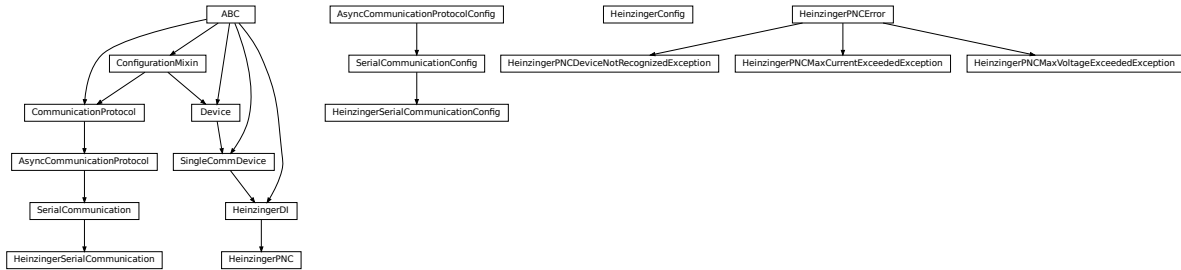 ABC
AsyncCommunicationProtocolConfig
HeinzingerConfig
HeinzingerPNCError
ConfigurationMixin
SerialCommunicationConfig
HeinzingerPNCDeviceNotRecognizedException
HeinzingerPNCMaxCurrentExceededException
HeinzingerPNCMaxVoltageExceededException
CommunicationProtocol
Device
HeinzingerSerialCommunicationConfig
AsyncCommunicationProtocol
SingleCommDevice
SerialCommunication
HeinzingerDI
HeinzingerSerialCommunication
HeinzingerPNC